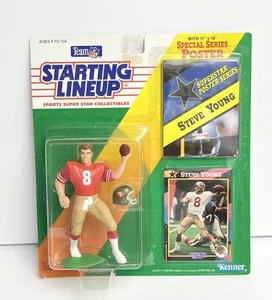 AGES 4 TO 104
Team NFL
STARTING
LINEUP
SPORTS SUPER STAR COLLECTIBLES
WITH 11" x 14"
SPECIAL SERIES
POSTER
SUPERSTAR
POSTER SERIES
STEVE YOUNG
8
STEVE YOUNG
8
Kenner